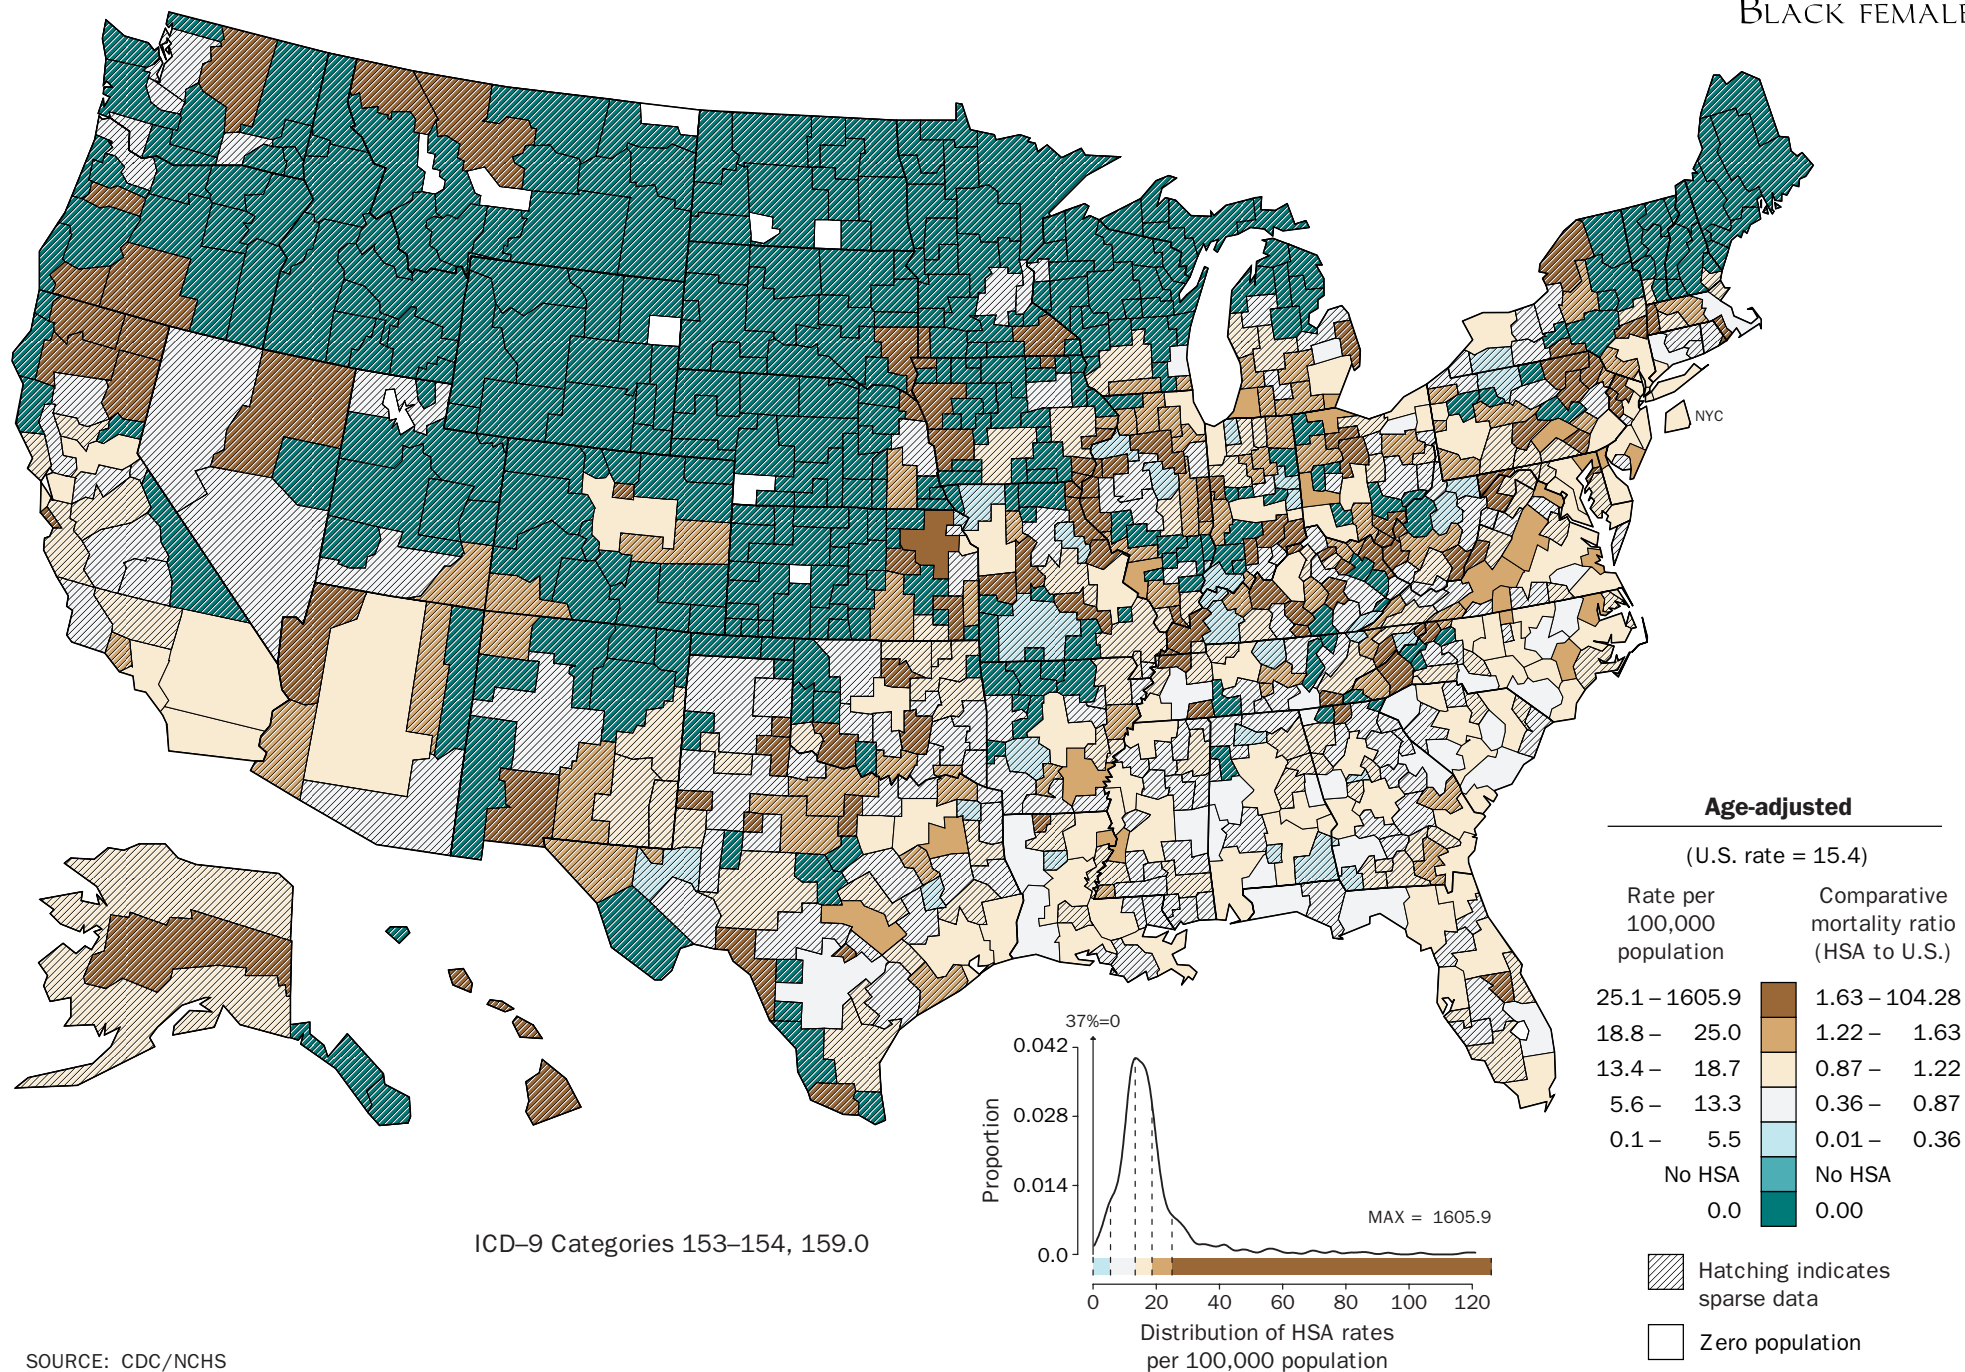 BLACK FEMALE
NYC
Age-adjusted
(U.S. rate = 15.4)
Rate per
100,000
population
Comparative
mortality ratio
(HSA to U.S.)
25.1 – 1605.9 1.63 – 104.28
18.8 – 25.0 1.22 – 1.63
13.4 – 18.7 0.87 – 1.22
5.6 – 13.3 0.36 – 0.87
0.1 – 5.5 0.01 – 0.36
No HSA No HSA
0.0 0.00
Hatching indicates
sparse data
Zero population
37%=0
0.042
0.028
0.014
0.0
Proportion
MAX = 1605.9
0 20 40 60 80 100 120
Distribution of HSA rates
per 100,000 population
ICD–9 Categories 153–154, 159.0
SOURCE: CDC/NCHS